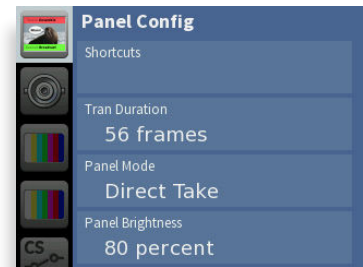 Panel Config
Shortcuts
Tran Duration
56 frames
Panel Mode
Direct Take
Panel Brightness
80 percent
CS